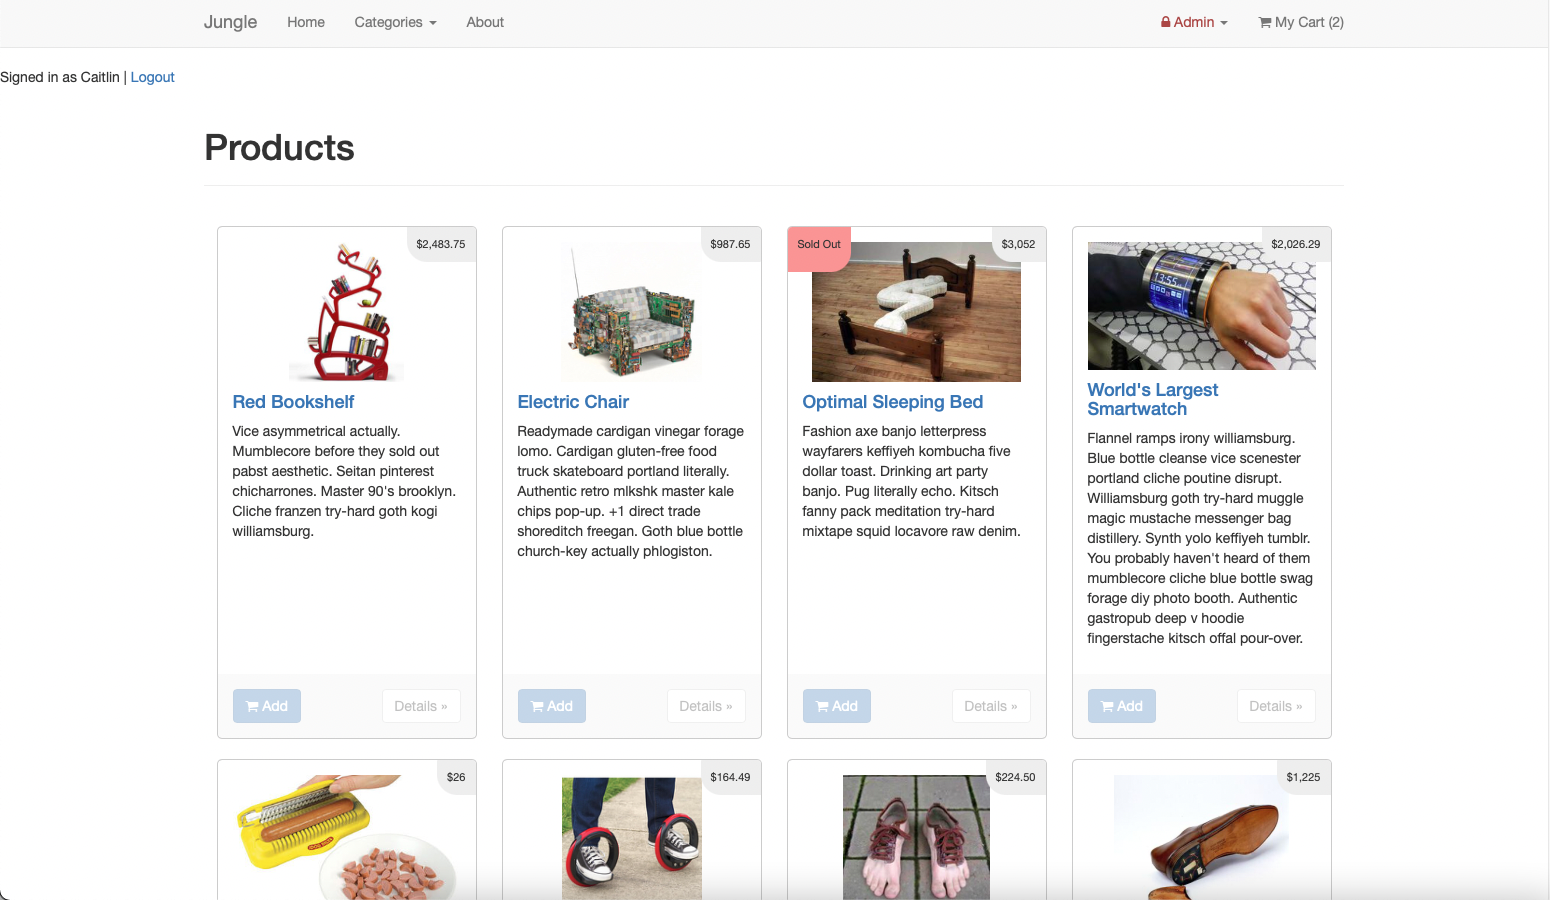 Jungle Home Categories About Admin My Cart (2)
Signed in as Caitlin | Logout
Products
$2,483.75
Red Bookshelf
Vice asymmetrical actually.
Mumblecore before they sold out
pabst aesthetic. Seitan pinterest
chicharrones. Master 90's brooklyn.
Cliche franzen try-hard goth kogi
williamsburg.
Add Details »
$987.65
Electric Chair
Readymade cardigan vinegar forage
lomo. Cardigan gluten-free food
truck skateboard portland literally.
Authentic retro mlkshk master kale
chips pop-up. +1 direct trade
shoreditch freegan. Goth blue bottle
church-key actually phlogiston.
Add Details »
Sold Out $3,052
Optimal Sleeping Bed
Fashion axe banjo letterpress
wayfarers keffiyeh kombucha five
dollar toast. Drinking art party
banjo. Pug literally echo. Kitsch
fanny pack meditation try-hard
mixtape squid locavore raw denim.
Add Details »
$2,026.29
13:55
World's Largest
Smartwatch
Flannel ramps irony williamsburg.
Blue bottle cleanse vice scenester
portland cliche poutine disrupt.
Williamsburg goth try-hard muggle
magic mustache messenger bag
distillery. Synth yolo keffiyeh tumblr.
You probably haven't heard of them
mumblecore cliche blue bottle swag
forage diy photo booth. Authentic
gastropub deep v hoodie
fingerstache kitsch offal pour-over.
Add Details »
$26
$164.49
$224.50
$1,225